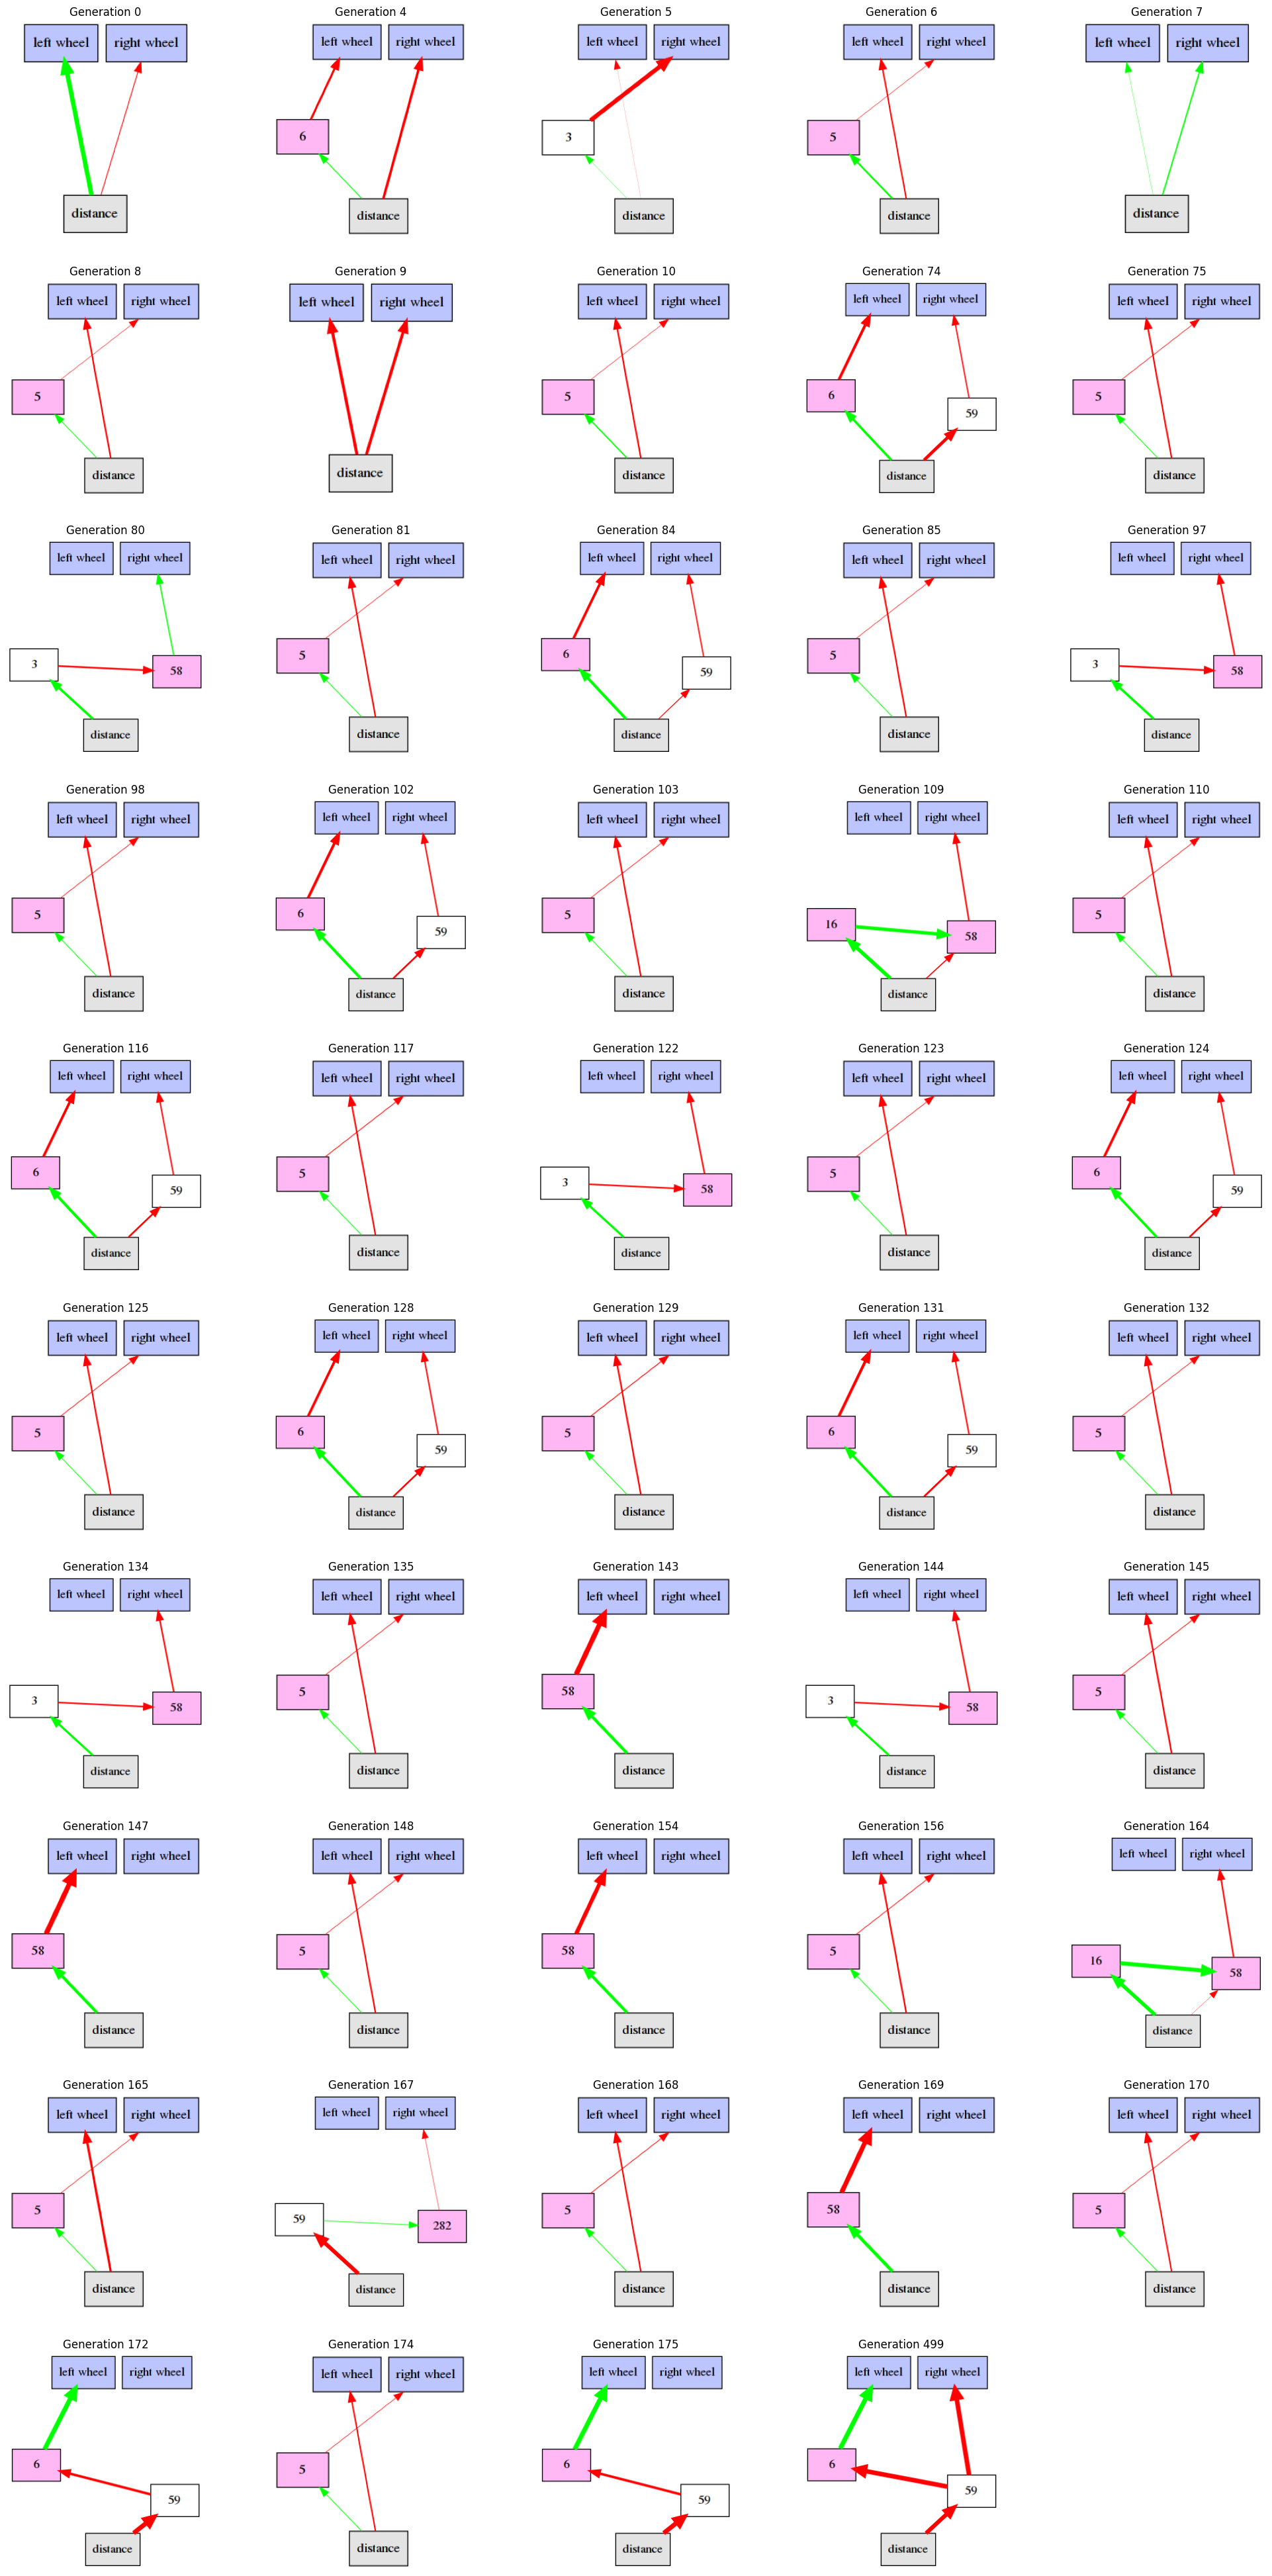 Generation 0
left wheel right wheel
distance
Generation 4
left wheel right wheel
6
distance
Generation 5
left wheel right wheel
3
distance
Generation 6
left wheel right wheel
5
distance
Generation 7
left wheel right wheel
distance
Generation 8
left wheel right wheel
5
distance
Generation 9
left wheel right wheel
distance
Generation 10
left wheel right wheel
5
distance
Generation 74
left wheel right wheel
6
59
distance
Generation 75
left wheel right wheel
5
distance
Generation 80
left wheel right wheel
3
58
distance
Generation 81
left wheel right wheel
5
distance
Generation 84
left wheel right wheel
6
59
distance
Generation 85
left wheel right wheel
5
distance
Generation 97
left wheel right wheel
3
58
distance
Generation 98
left wheel right wheel
5
distance
Generation 102
left wheel right wheel
6
59
distance
Generation 103
left wheel right wheel
5
distance
Generation 109
left wheel right wheel
16
58
distance
Generation 110
left wheel right wheel
5
distance
Generation 116
left wheel right wheel
6
59
distance
Generation 117
left wheel right wheel
5
distance
Generation 122
left wheel right wheel
3
58
distance
Generation 123
left wheel right wheel
5
distance
Generation 124
left wheel right wheel
6
59
distance
Generation 125
left wheel right wheel
5
distance
Generation 128
left wheel right wheel
6
59
distance
Generation 129
left wheel right wheel
5
distance
Generation 131
left wheel right wheel
6
59
distance
Generation 132
left wheel right wheel
5
distance
Generation 134
left wheel right wheel
3
58
distance
Generation 135
left wheel right wheel
5
distance
Generation 143
left wheel right wheel
58
distance
Generation 144
left wheel right wheel
3
58
distance
Generation 145
left wheel right wheel
5
distance
Generation 147
left wheel right wheel
58
distance
Generation 148
left wheel right wheel
5
distance
Generation 154
left wheel right wheel
58
distance
Generation 156
left wheel right wheel
5
distance
Generation 164
left wheel right wheel
16
58
distance
Generation 165
left wheel right wheel
5
distance
Generation 167
left wheel right wheel
59
282
distance
Generation 168
left wheel right wheel
5
distance
Generation 169
left wheel right wheel
58
distance
Generation 170
left wheel right wheel
5
distance
Generation 172
left wheel right wheel
6
59
distance
Generation 174
left wheel right wheel
5
distance
Generation 175
left wheel right wheel
6
59
distance
Generation 499
left wheel right wheel
6
59
distance